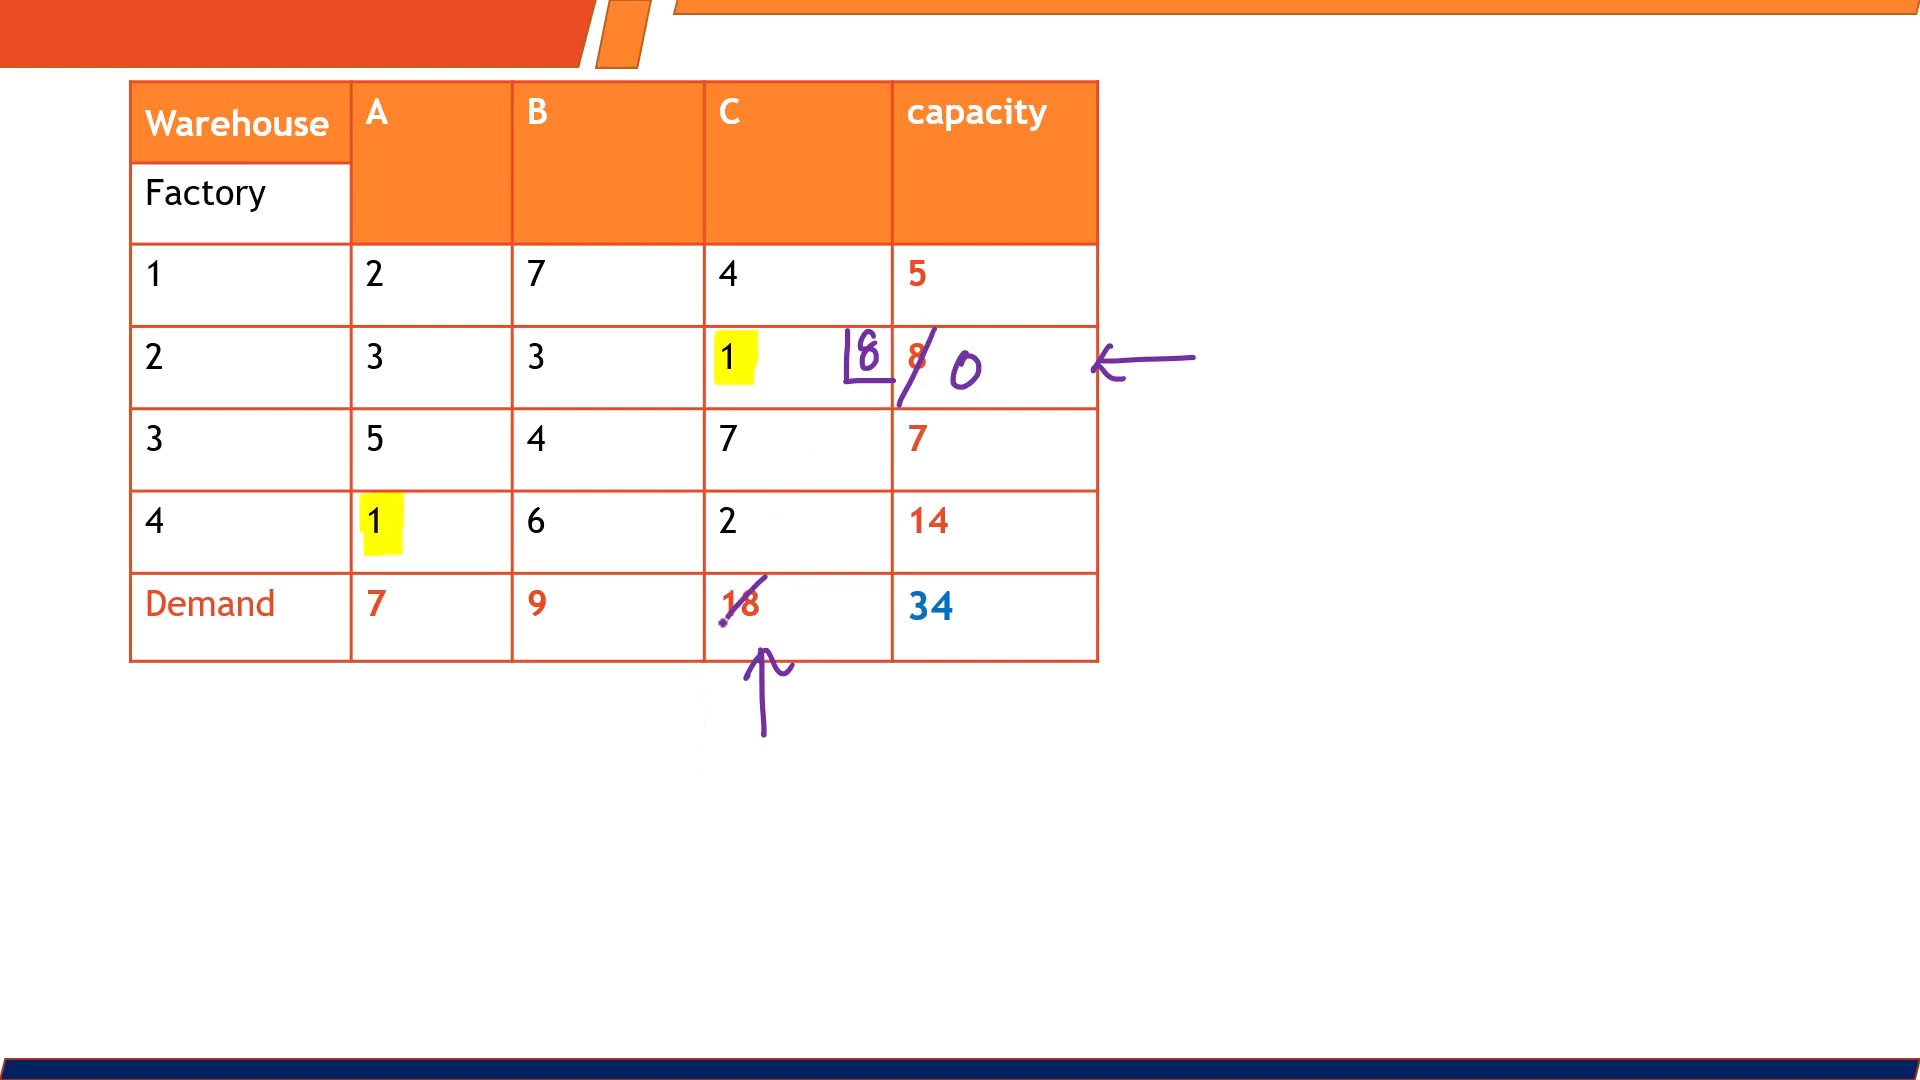 Warehouse A B C capacity
Factory
1 2 7 4 5
2 3 3 1 8 8 0
3 5 4 7 7
4 1 6 2 14
Demand 7 9 18 34